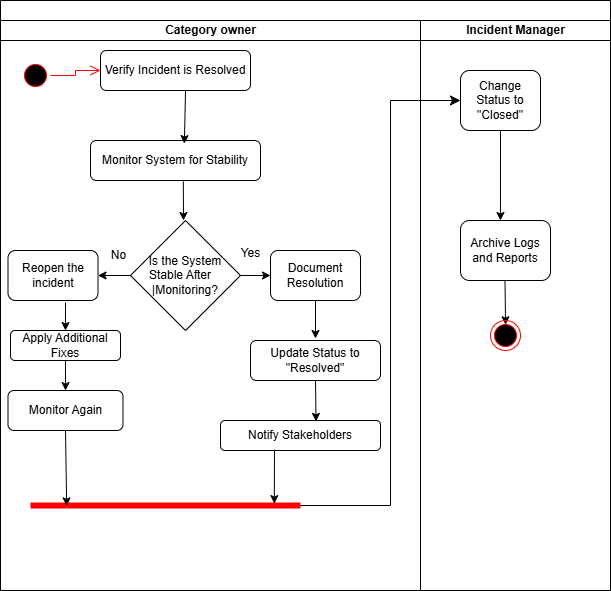 Category owner
Incident Manager
Verify Incident is Resolved
Monitor System for Stability
Is the System
Stable After
|Monitoring?
No
Yes
Reopen the
incident
Apply Additional
Fixes
Monitor Again
Document
Resolution
Update Status to
"Resolved"
Notify Stakeholders
Change
Status to
"Closed"
Archive Logs
and Reports